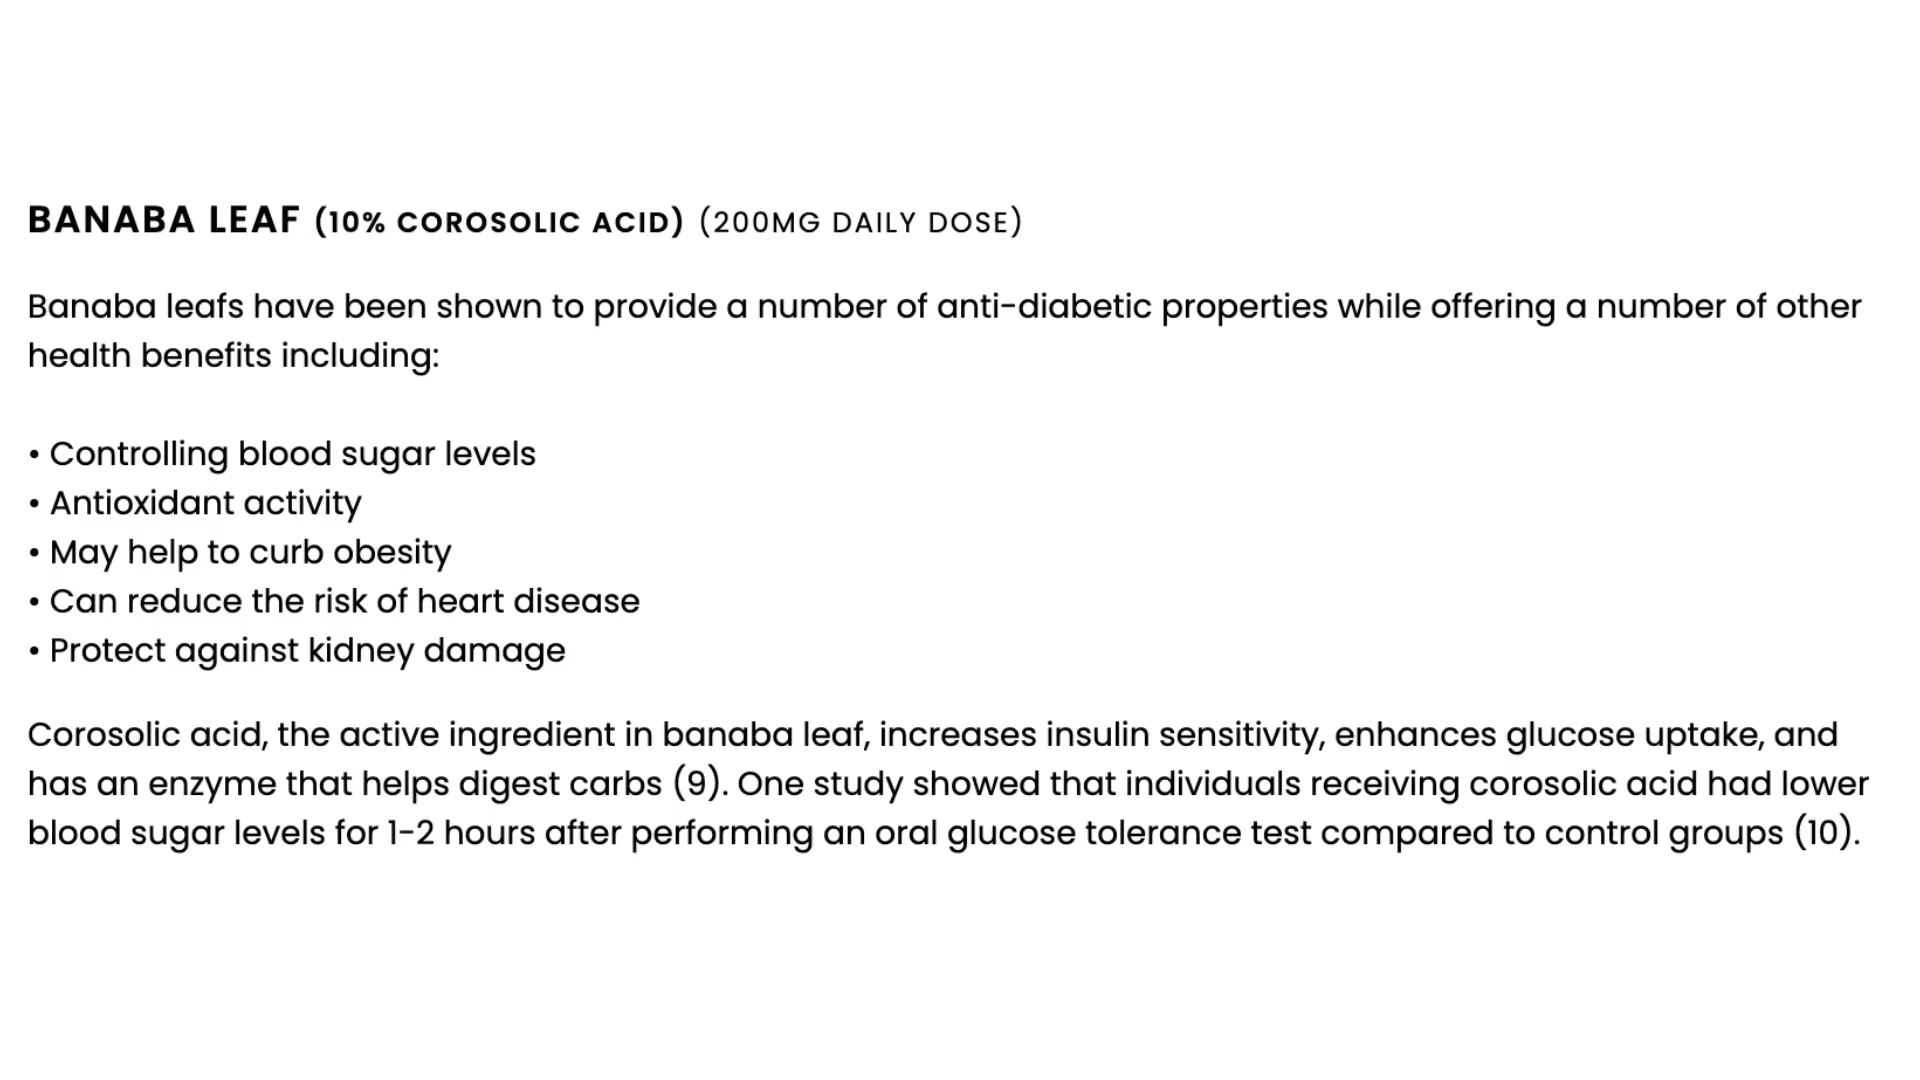 BANABA LEAF (10% COROSOLIC ACID) (200MG DAILY DOSE)
Banaba leafs have been shown to provide a number of anti-diabetic properties while offering a number of other
health benefits including:
• Controlling blood sugar levels
• Antioxidant activity
• May help to curb obesity
• Can reduce the risk of heart disease
• Protect against kidney damage
Corosolic acid, the active ingredient in banaba leaf, increases insulin sensitivity, enhances glucose uptake, and
has an enzyme that helps digest carbs (9). One study showed that individuals receiving corosolic acid had lower
blood sugar levels for 1-2 hours after performing an oral glucose tolerance test compared to control groups (10).